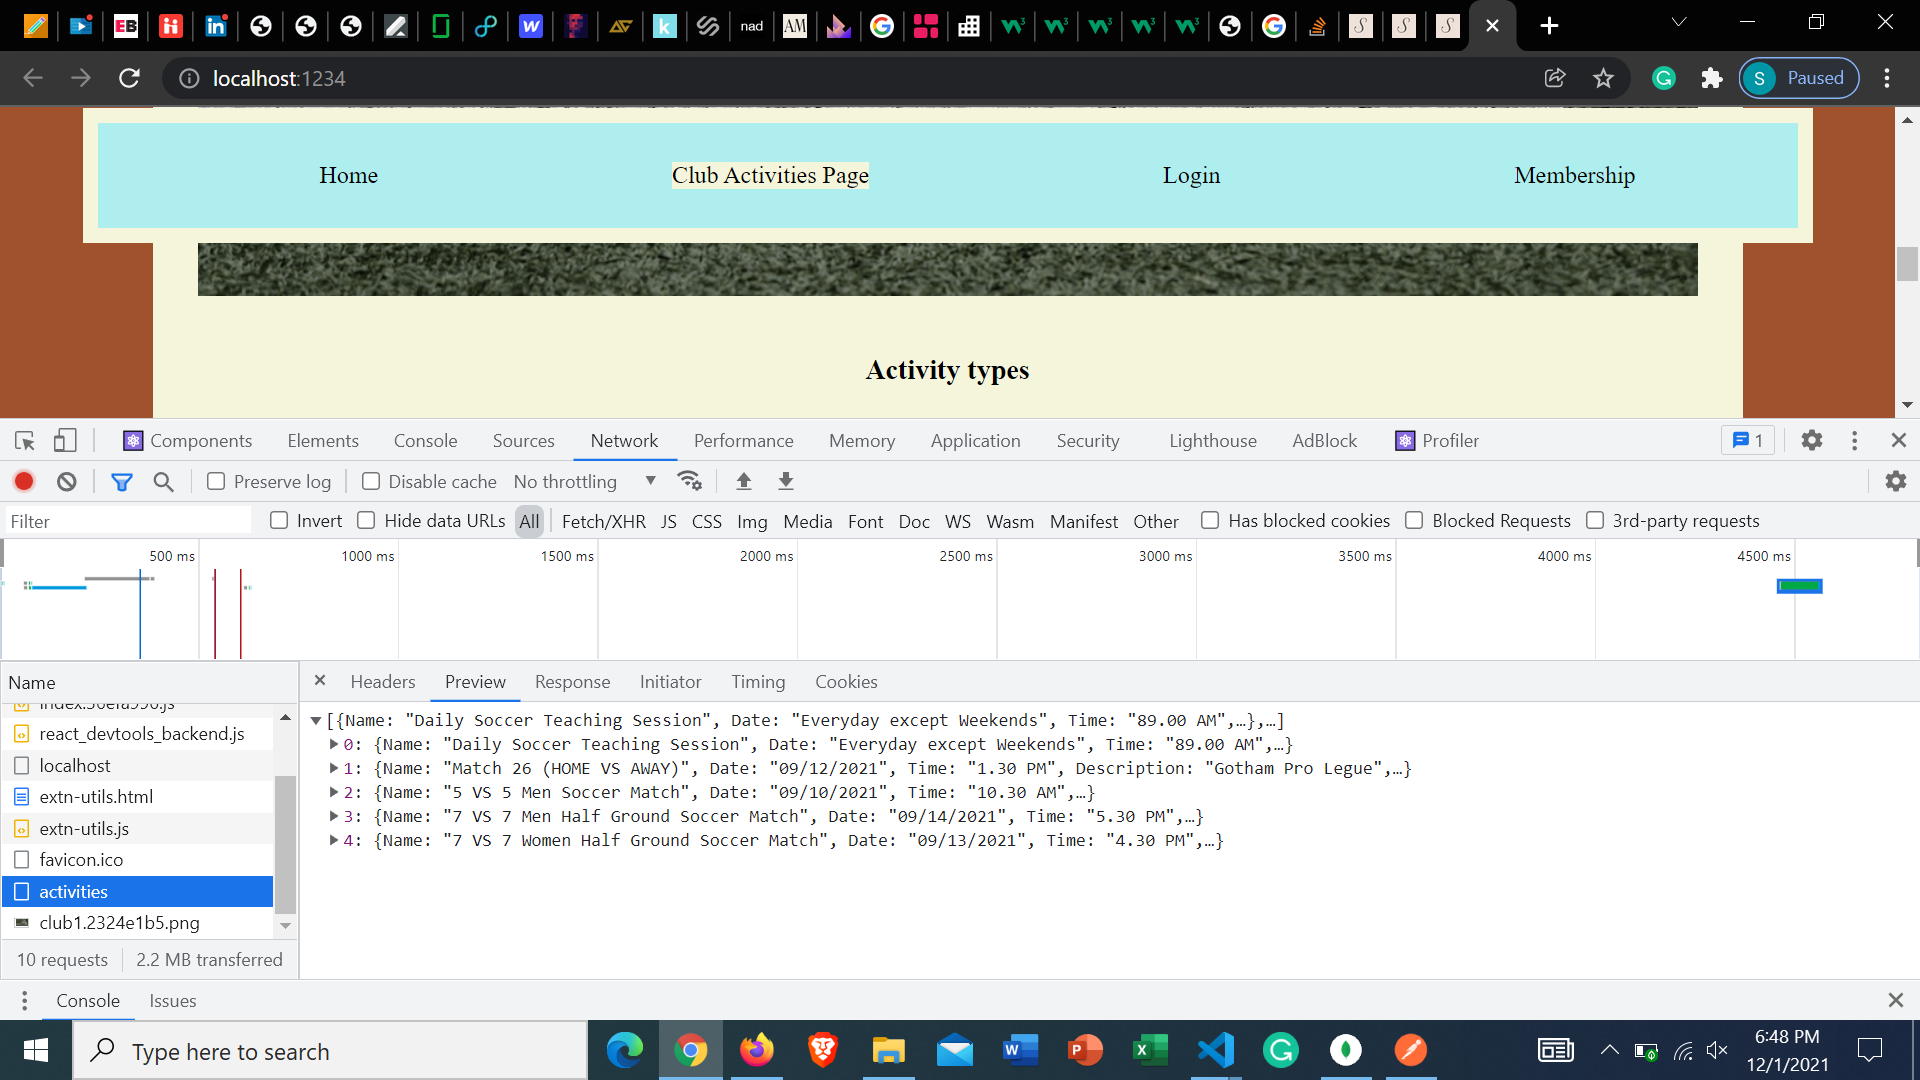 EB
nad
AM
localhost:1234
S Paused
Home Club Activities Page Login Membership
Activity types
Components Elements Console Sources Network Performance Memory Application Security Lighthouse AdBlock Profiler 1
Preserve log Disable cache No throttling
Filter Invert Hide data URLs All Fetch/XHR JS CSS Img Media Font Doc WS Wasm Manifest Other Has blocked cookies Blocked Requests 3rd-party requests
500 ms 1000 ms 1500 ms 2000 ms 2500 ms 3000 ms 3500 ms 4000 ms 4500 ms
Name
react_devtools_backend.js
localhost
extn-utils.html
extn-utils.js
favicon.ico
activities
club1.2324e1b5.png
10 requests 2.2 MB transferred
Headers Preview Response Initiator Timing Cookies
[{Name: "Daily Soccer Teaching Session", Date: "Everyday except Weekends", Time: "89.00 AM",…},…]
0: {Name: "Daily Soccer Teaching Session", Date: "Everyday except Weekends", Time: "89.00 AM",…}
1: {Name: "Match 26 (HOME VS AWAY)", Date: "09/12/2021", Time: "1.30 PM", Description: "Gotham Pro Legue",…}
2: {Name: "5 VS 5 Men Soccer Match", Date: "09/10/2021", Time: "10.30 AM",…}
3: {Name: "7 VS 7 Men Half Ground Soccer Match", Date: "09/14/2021", Time: "5.30 PM",…}
4: {Name: "7 VS 7 Women Half Ground Soccer Match", Date: "09/13/2021", Time: "4.30 PM",…}
Console Issues
Type here to search
6:48 PM
12/1/2021